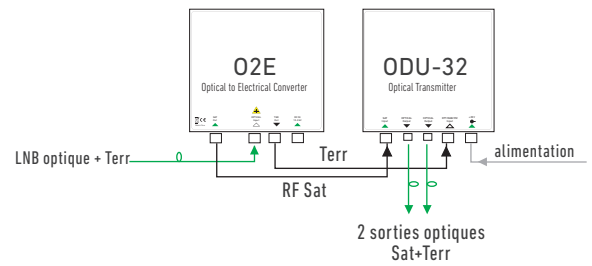 O2E
Optical to Electrical Converter
ODU-32
Optical Transmitter
LNB optique + Terr
Terr
RF Sat
alimentation
2 sorties optiques
Sat+Terr